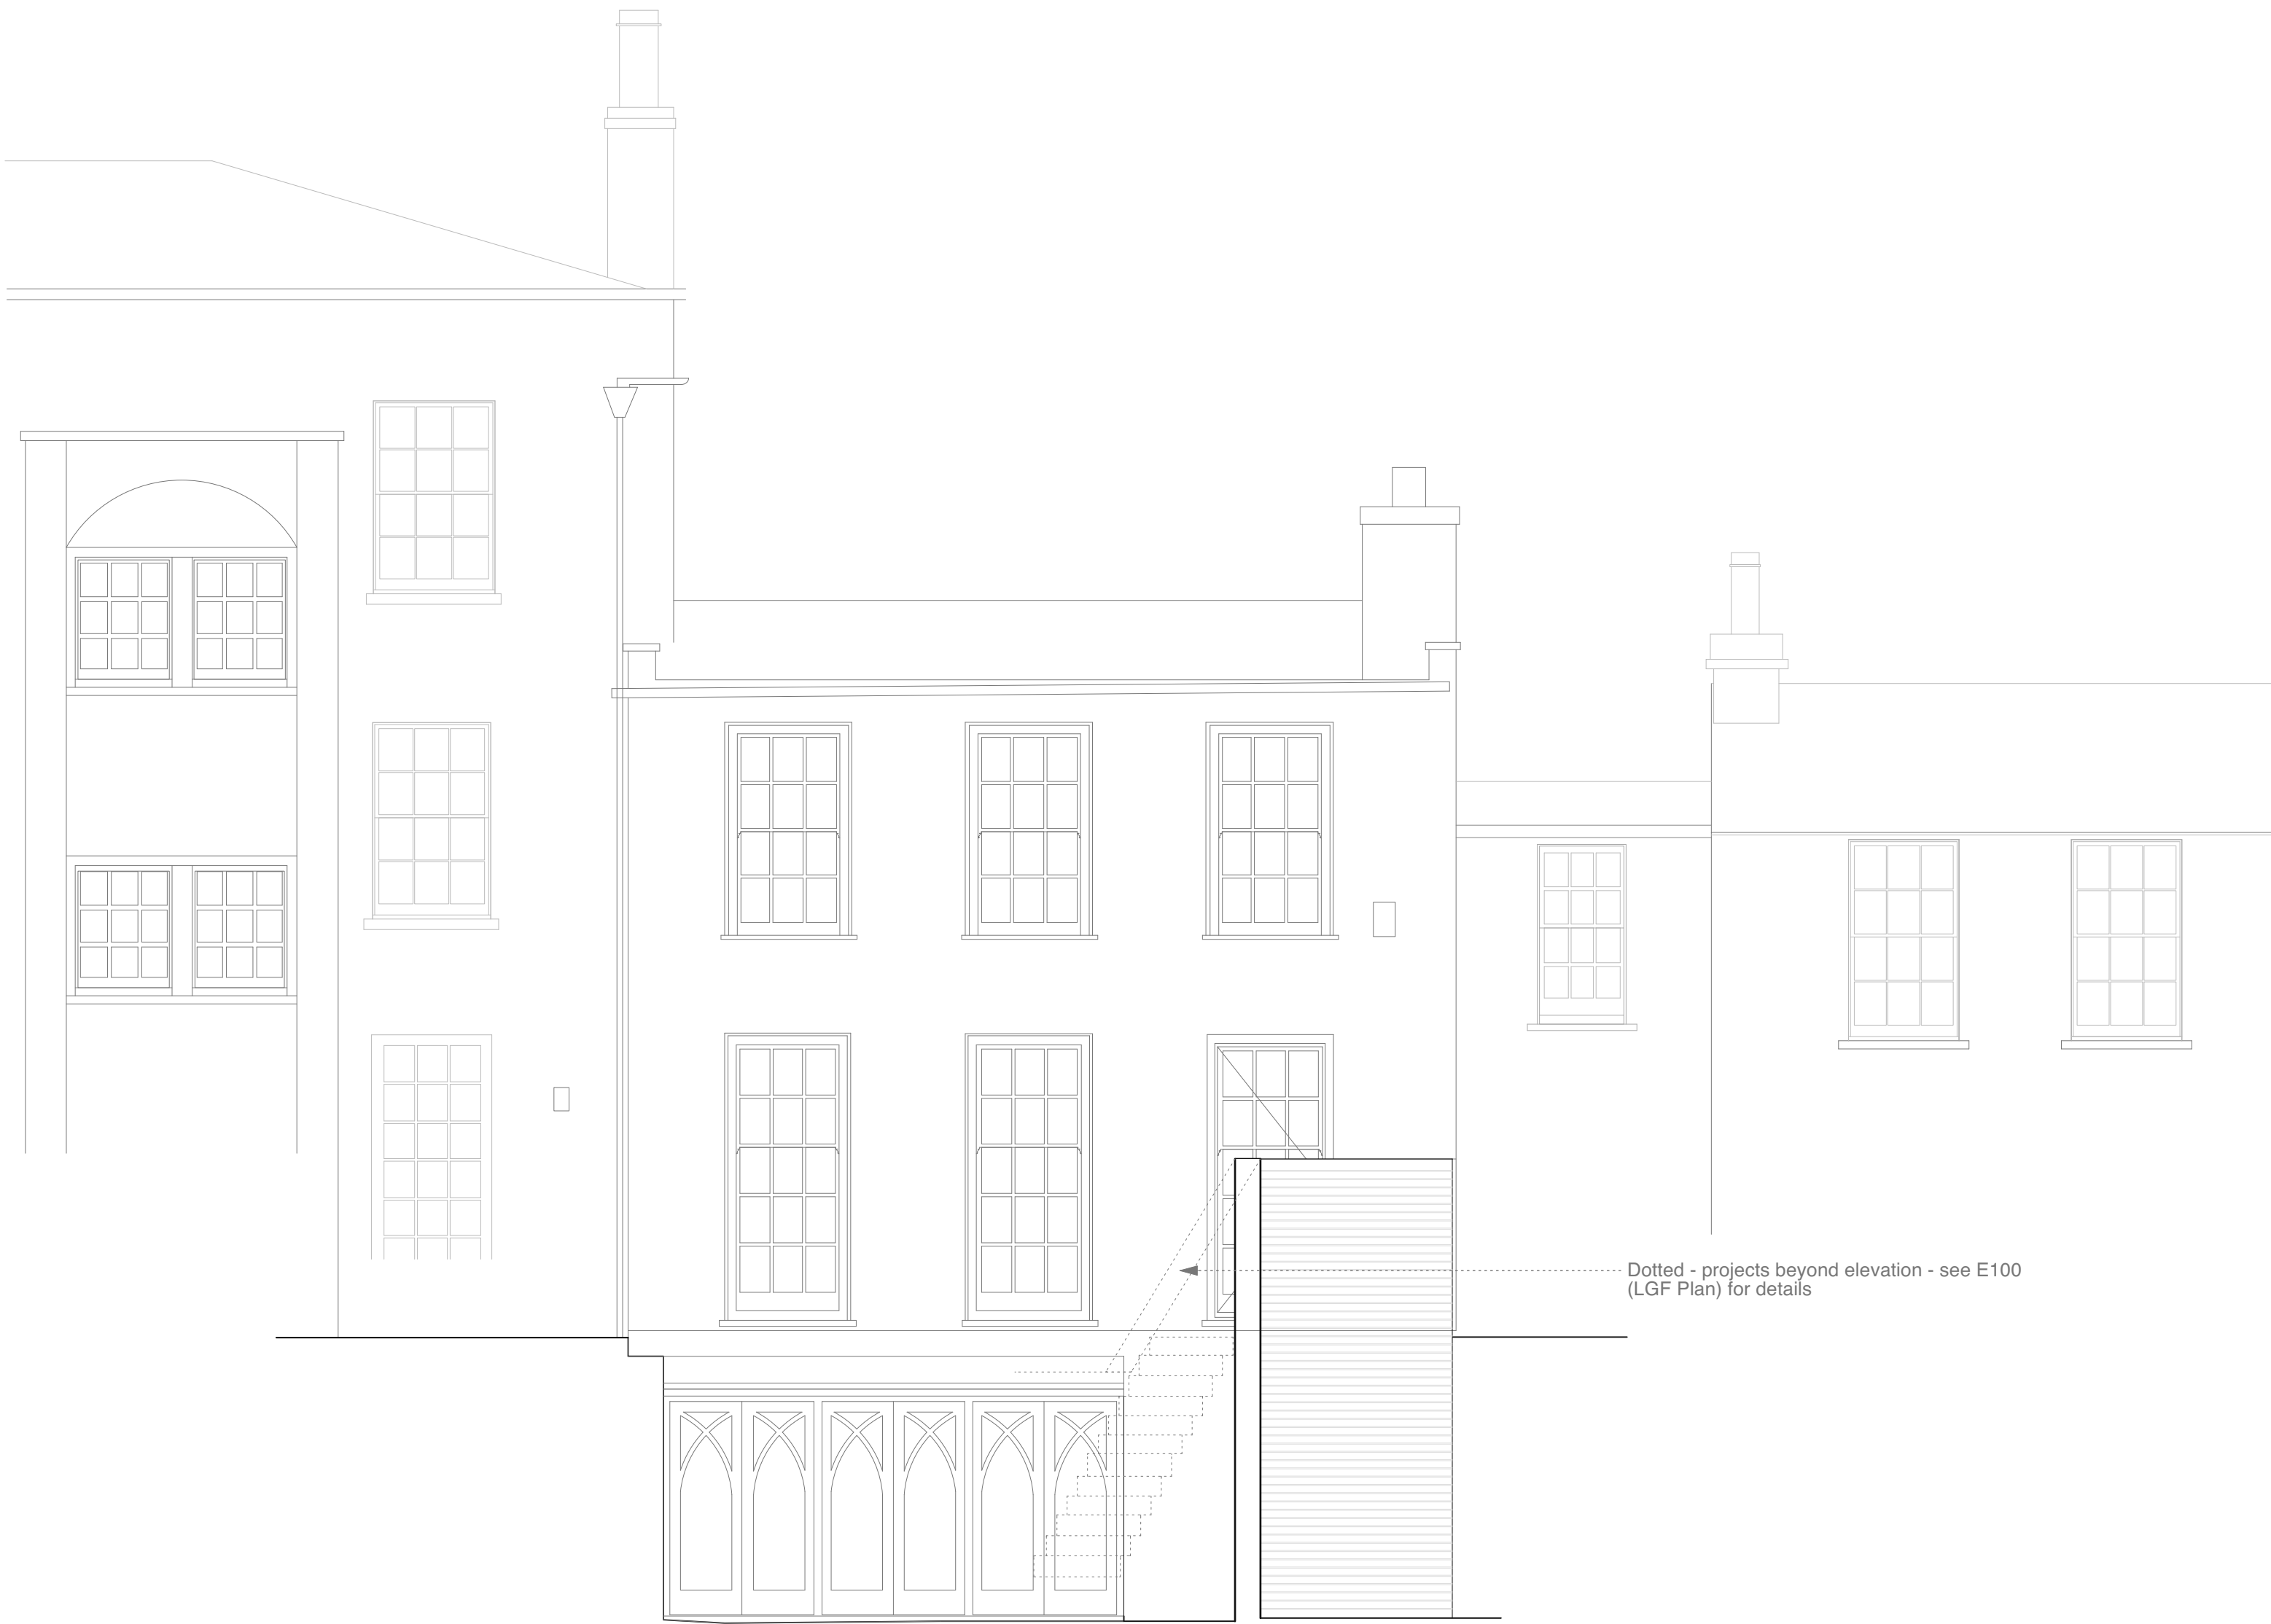 Dotted - projects beyond elevation - see E100
(LGF Plan) for details